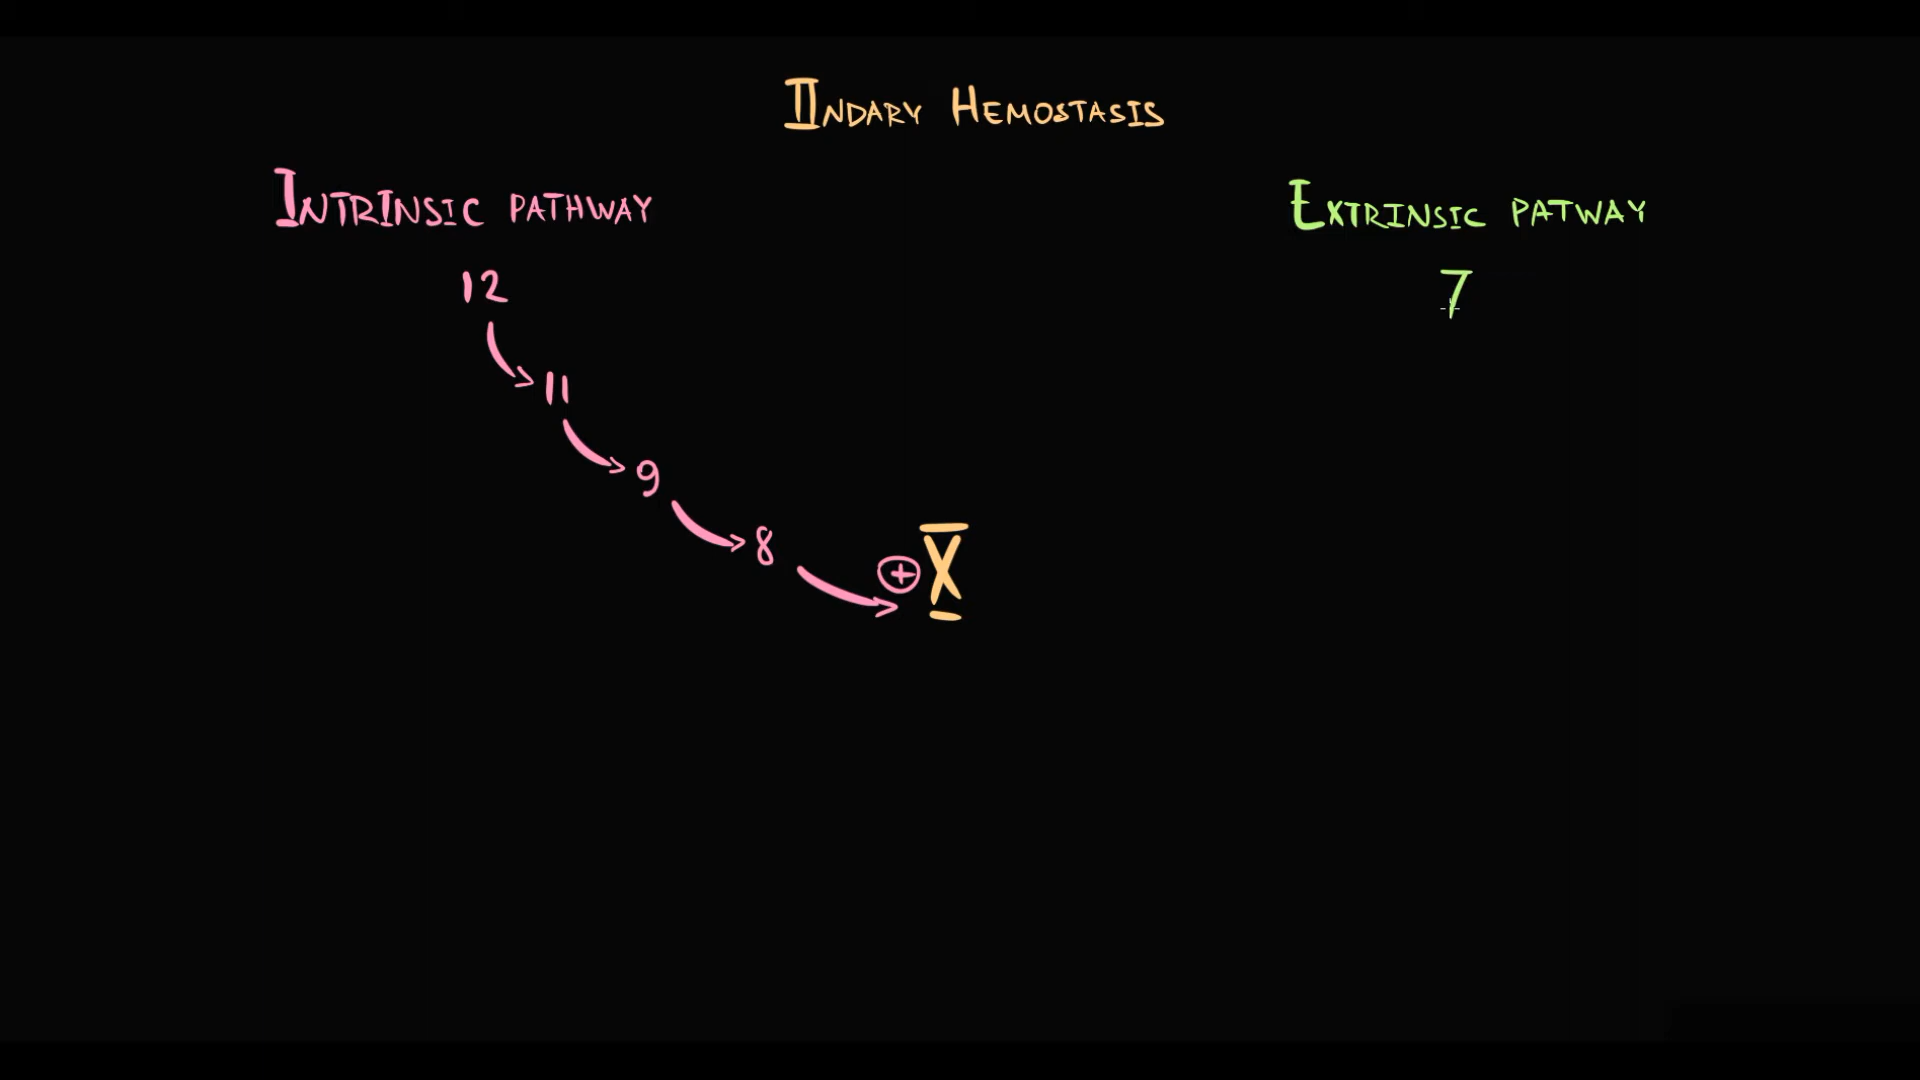 IINDARY HEMOSTASIS
INTRINSIC PATHWAY
EXTRINSIC PATWAY
12
7
11
9
8
+ X